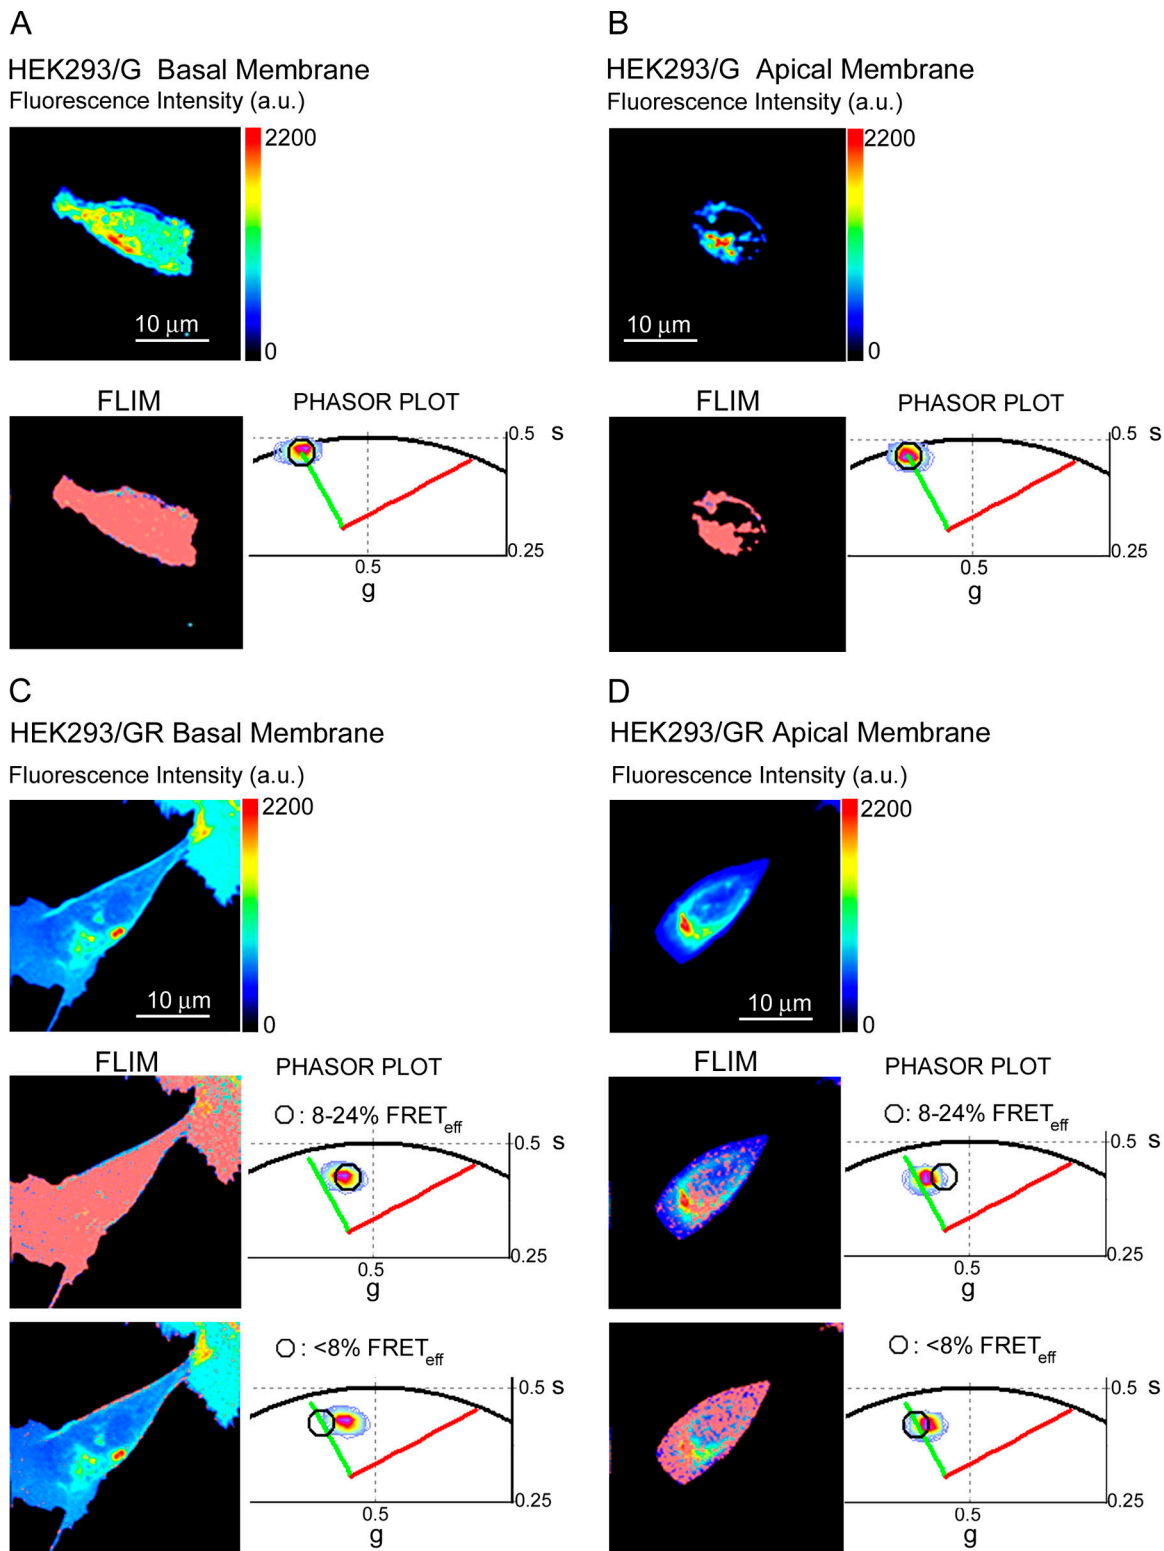 A
HEK293/G Basal Membrane
Fluorescence Intensity (a.u.)
2200
10 μm
0
FLIM
PHASOR PLOT
0.5 s
0.25
0.5
g
B
HEK293/G Apical Membrane
Fluorescence Intensity (a.u.)
2200
10 μm
0
FLIM
PHASOR PLOT
0.5 s
0.25
0.5
g
C
HEK293/GR Basal Membrane
Fluorescence Intensity (a.u.)
2200
10 μm
0
FLIM
PHASOR PLOT
: 8-24% FRETeff
0.5 s
0.25
0.5
g
: <8% FRETeff
0.5 s
0.25
0.5
g
D
HEK293/GR Apical Membrane
Fluorescence Intensity (a.u.)
2200
10 μm
0
FLIM
PHASOR PLOT
: 8-24% FRETeff
0.5 s
0.25
0.5
g
: <8% FRETeff
0.5 s
0.25
0.5
g